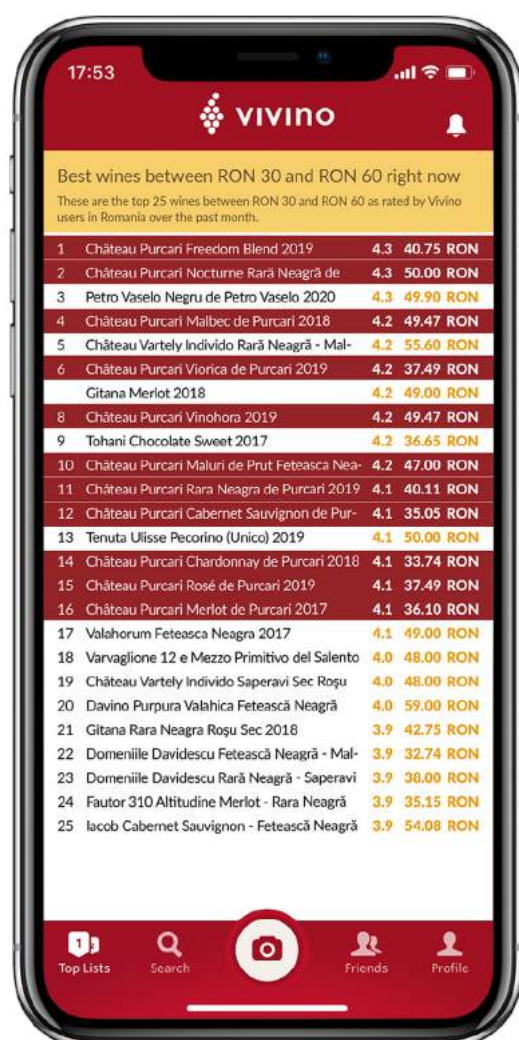 17:53
VIVINO
Best wines between RON 30 and RON 60 right now
These are the top 25 wines between RON 30 and RON 60 as rated by Vivino
users in Romania over the past month.
1 Château Purcari Freedom Blend 2019 4.3 40.75 RON
2 Château Purcari Nocturne Rară Neagră de 4.3 50.00 RON
3 Petro Vaselo Negru de Petro Vaselo 2020 4.3 49.90 RON
4 Château Purcari Malbec de Purcari 2018 4.2 49.47 RON
5 Château Vartely Individo Rară Neagră - Mal- 4.2 55.60 RON
6 Château Purcari Viorica de Purcari 2019 4.2 37.49 RON
Gitana Merlot 2018 4.2 49.00 RON
8 Château Purcari Vinohora 2019 4.2 49.47 RON
9 Tohani Chocolate Sweet 2017 4.2 36.65 RON
10 Château Purcari Maluri de Prut Feteasca Nea- 4.2 47.00 RON
11 Château Purcari Rara Neagra de Purcari 2019 4.1 40.11 RON
12 Château Purcari Cabernet Sauvignon de Pur- 4.1 35.05 RON
13 Tenuta Ulisse Pecorino (Unico) 2019 4.1 50.00 RON
14 Château Purcari Chardonnay de Purcari 2018 4.1 33.74 RON
15 Château Purcari Rosé de Purcari 2019 4.1 37.49 RON
16 Château Purcari Merlot de Purcari 2017 4.1 36.10 RON
17 Valahorum Feteasca Neagra 2017 4.1 49.00 RON
18 Varvaglione 12 e Mezzo Primitivo del Salento 4.0 48.00 RON
19 Château Vartely Individo Saperavi Sec Roșu 4.0 48.00 RON
20 Davino Purpura Valahica Fetească Neagră 4.0 59.00 RON
21 Gitana Rara Neagra Roșu Sec 2018 3.9 42.75 RON
22 Domeniile Davidescu Fetească Neagră - Mal- 3.9 32.74 RON
23 Domeniile Davidescu Rară Neagră - Saperavi 3.9 38.00 RON
24 Fautor 310 Altitudine Merlot - Rara Neagră 3.9 35.15 RON
25 Iacob Cabernet Sauvignon - Fetească Neagră 3.9 54.08 RON
1
Top Lists Search Friends Profile